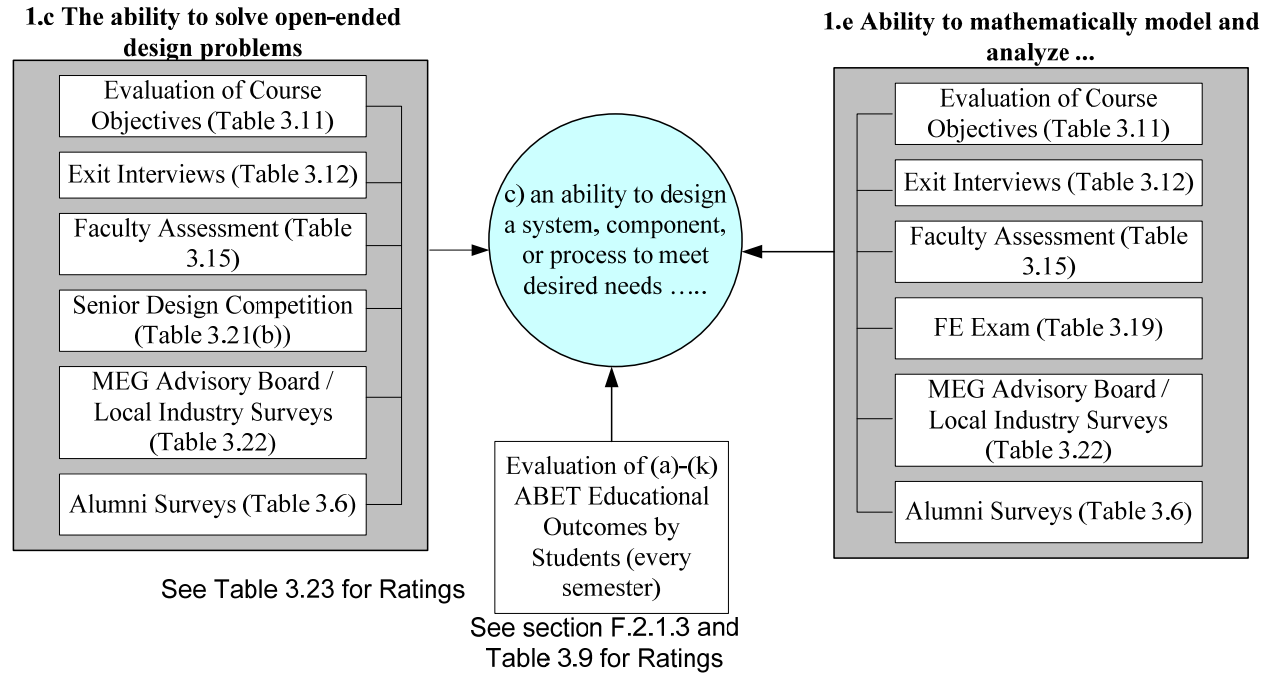 1.c The ability to solve open-ended
design problems
Evaluation of Course
Objectives (Table 3.11)
Exit Interviews (Table 3.12)
Faculty Assessment (Table
3.15)
Senior Design Competition
(Table 3.21(b))
MEG Advisory Board /
Local Industry Surveys
(Table 3.22)
Alumni Surveys (Table 3.6)
See Table 3.23 for Ratings
c) an ability to design
a system, component,
or process to meet
desired needs …..
Evaluation of (a)-(k)
ABET Educational
Outcomes by
Students (every
semester)
See section F.2.1.3 and
Table 3.9 for Ratings
1.e Ability to mathematically model and
analyze ...
Evaluation of Course
Objectives (Table 3.11)
Exit Interviews (Table 3.12)
Faculty Assessment (Table
3.15)
FE Exam (Table 3.19)
MEG Advisory Board /
Local Industry Surveys
(Table 3.22)
Alumni Surveys (Table 3.6)